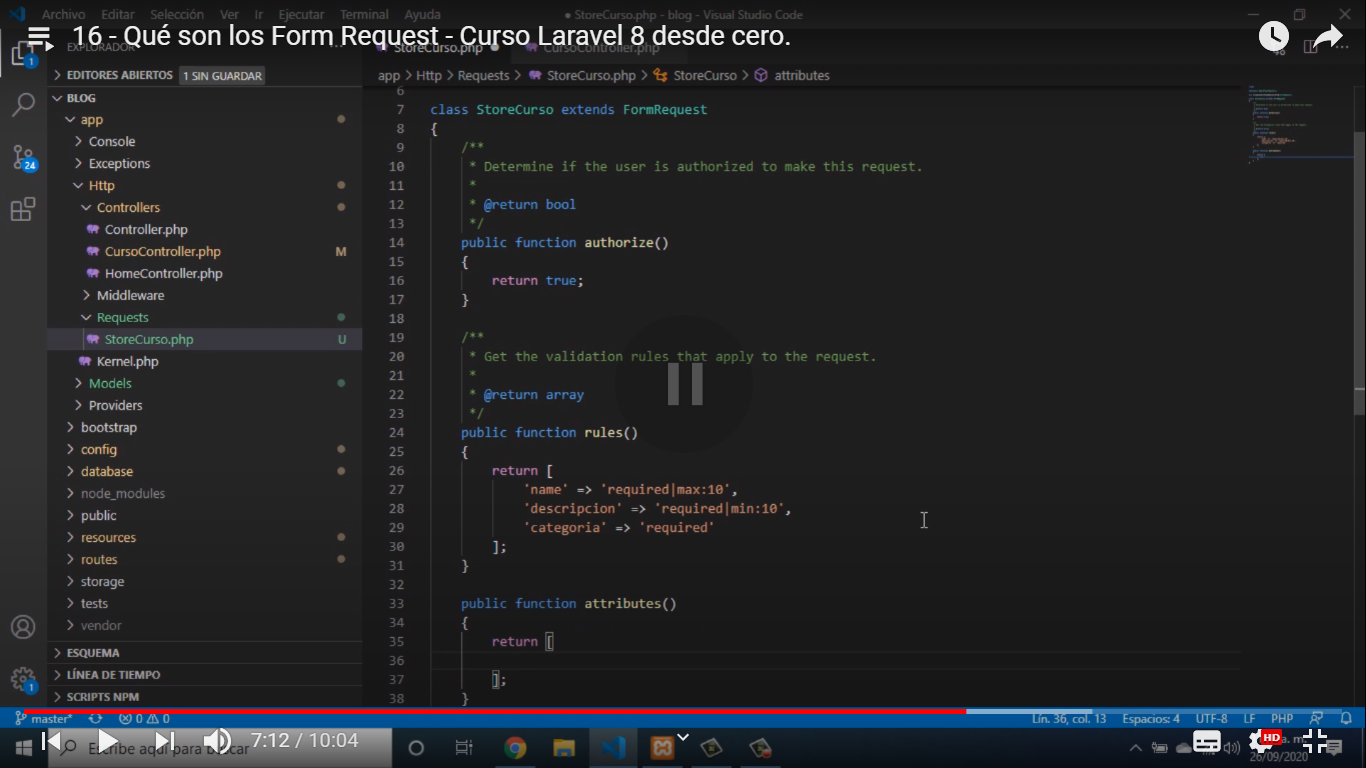 Archivo Editar Selección Ver Ir Ejecutar Terminal Ayuda
● StoreCurso.php - blog - Visual Studio Code
16 - Qué son los Form Request - Curso Laravel 8 desde cero.
EXPLORADOR
StoreCurso.php
CursoController.php
EDITORES ABIERTOS 1 SIN GUARDAR
BLOG
app
Console
Exceptions
Http
Controllers
Controller.php
CursoController.php M
HomeController.php
Middleware
Requests
StoreCurso.php U
Kernel.php
Models
Providers
bootstrap
config
database
node_modules
public
resources
routes
storage
tests
vendor
ESQUEMA
LÍNEA DE TIEMPO
SCRIPTS NPM
1
24
1
app > Http > Requests > StoreCurso.php > StoreCurso > attributes
6
7 class StoreCurso extends FormRequest
8 {
9 /**
10 * Determine if the user is authorized to make this request.
11 *
12 * @return bool
13 */
14 public function authorize()
15 {
16 return true;
17 }
18
19 /**
20 * Get the validation rules that apply to the request.
21 *
22 * @return array
23 */
24 public function rules()
25 {
26 return [
27 'name' => 'required|max:10',
28 'descripcion' => 'required|min:10',
29 'categoria' => 'required'
30 ];
31 }
32
33 public function attributes()
34 {
35 return [
36
37 ];
38 }
master* 0 0
Lín. 36, col. 13 Espacios: 4 UTF-8 LF PHP
Escribe aquí para buscar
7:12 / 10:04
HD
26/09/2020